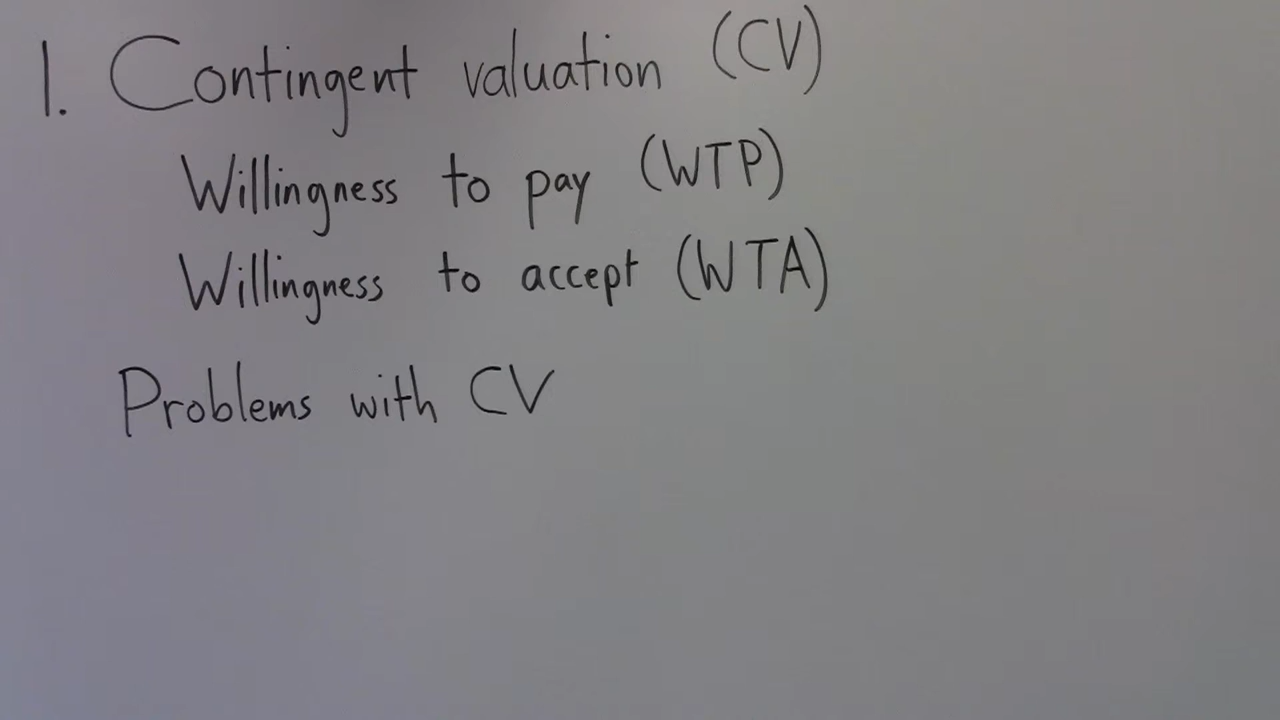 1. Contingent valuation (CV)
Willingness to pay (WTP)
Willingness to accept (WTA)
Problems with CV